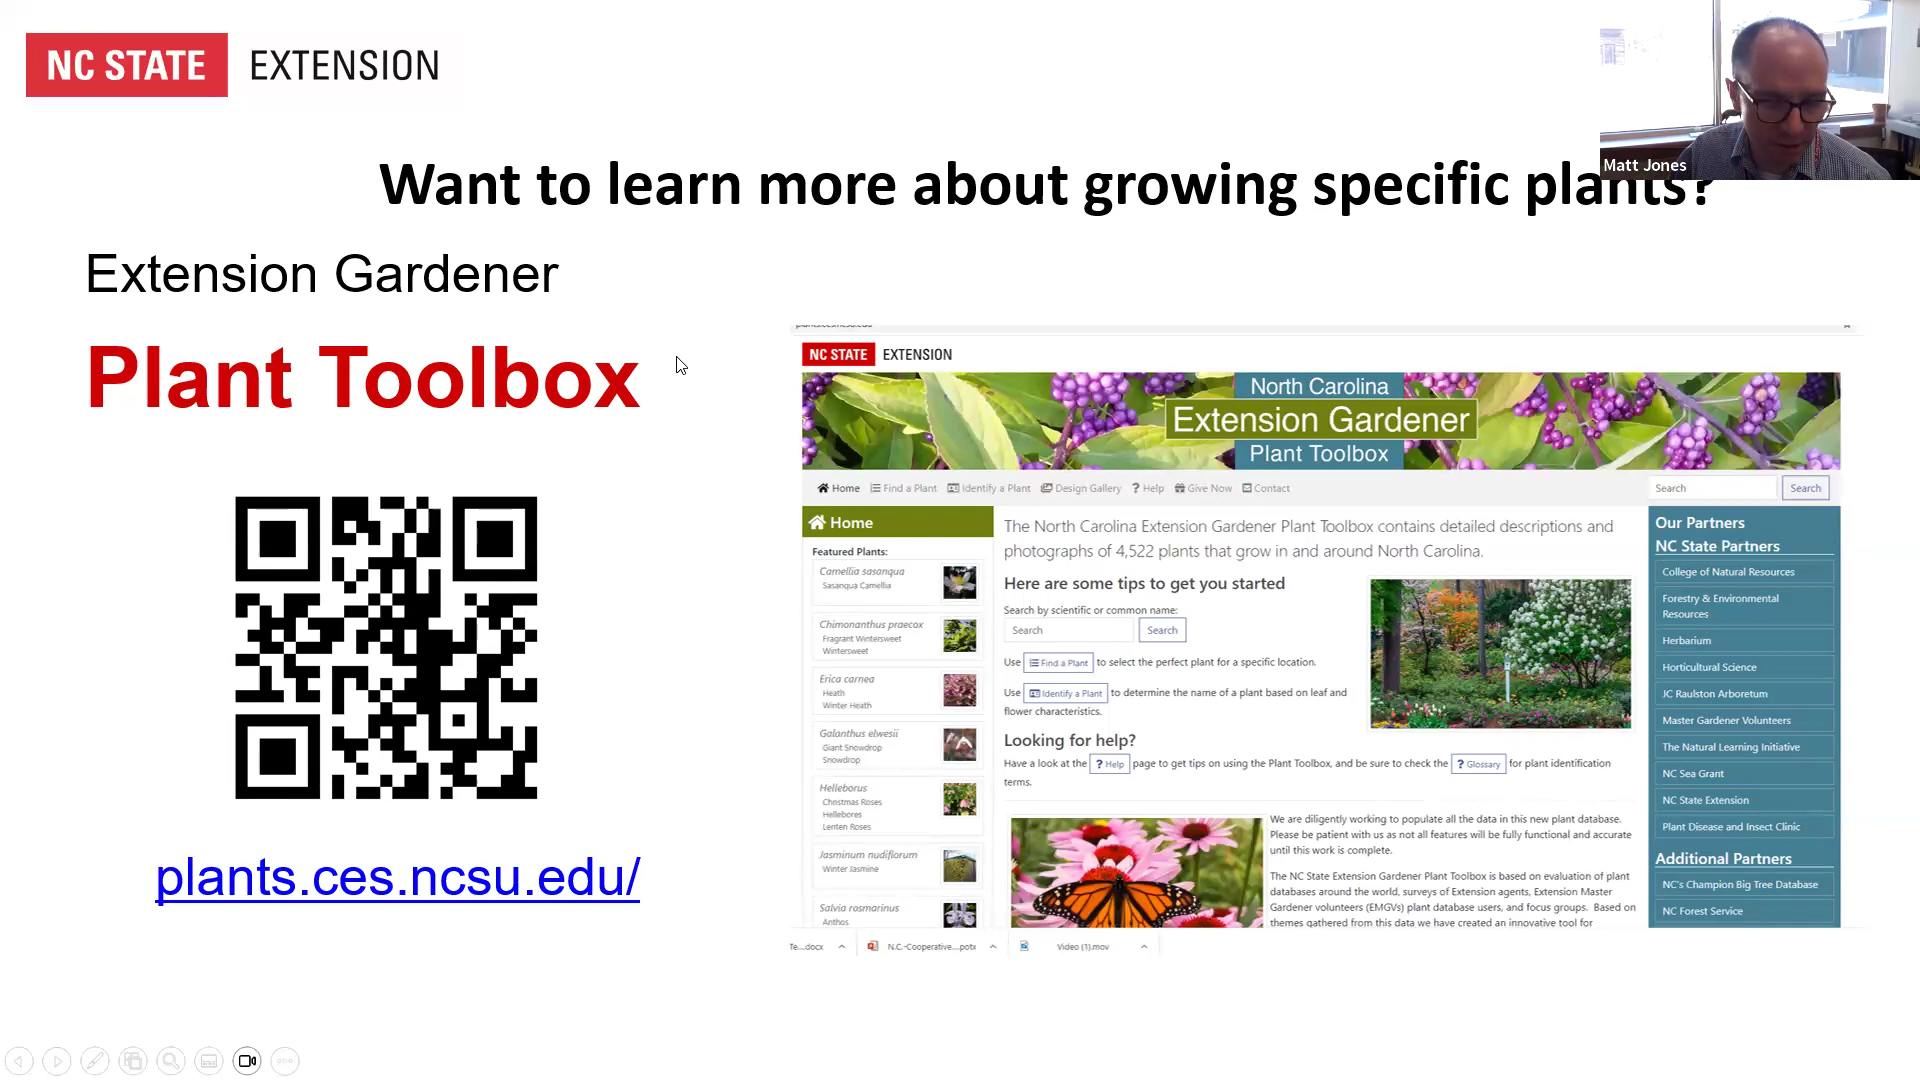 NC STATE EXTENSION
Matt Jones
Want to learn more about growing specific plants?
Extension Gardener
Plant Toolbox
plants.ces.ncsu.edu/
plants.ces.ncsu.edu
NC STATE EXTENSION
North Carolina
Extension Gardener
Plant Toolbox
Home Find a Plant Identify a Plant Design Gallery ? Help Give Now Contact
Search Search
Home
Featured Plants:
Camellia sasanqua
Sasanqua Camellia
Chimonanthus praecox
Fragrant Wintersweet
Wintersweet
Erica carnea
Heath
Winter Heath
Galanthus elwesii
Giant Snowdrop
Snowdrop
Helleborus
Christmas Roses
Hellebores
Lenten Roses
Jasminum nudiflorum
Winter Jasmine
Salvia rosmarinus
Anthos
The North Carolina Extension Gardener Plant Toolbox contains detailed descriptions and
photographs of 4,522 plants that grow in and around North Carolina.
Here are some tips to get you started
Search by scientific or common name:
Search Search
Use Find a Plant to select the perfect plant for a specific location.
Use Identify a Plant to determine the name of a plant based on leaf and
flower characteristics.
Looking for help?
Have a look at the ? Help page to get tips on using the Plant Toolbox, and be sure to check the ? Glossary for plant identification
terms.
We are diligently working to populate all the data in this new plant database.
Please be patient with us as not all features will be fully functional and accurate
until this work is complete.
The NC State Extension Gardener Plant Toolbox is based on evaluation of plant
databases around the world, surveys of Extension agents, Extension Master
Gardener volunteers (EMGVs) plant database users, and focus groups. Based on
themes gathered from this data we have created an innovative tool for
Our Partners
NC State Partners
College of Natural Resources
Forestry & Environmental
Resources
Herbarium
Horticultural Science
JC Raulston Arboretum
Master Gardener Volunteers
The Natural Learning Initiative
NC Sea Grant
NC State Extension
Plant Disease and Insect Clinic
Additional Partners
NC's Champion Big Tree Database
NC Forest Service
Te....docx N.C.-Cooperative....potx Video (1).mov